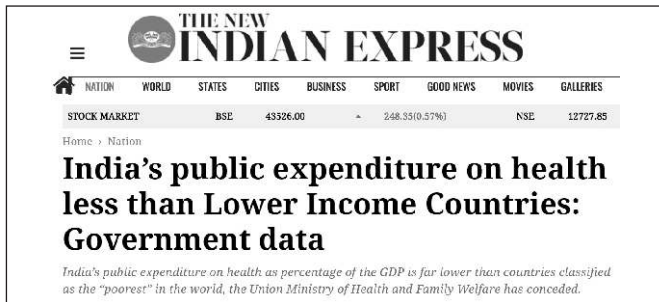 THE NEW
INDIAN EXPRESS
NATION WORLD STATES CITIES BUSINESS SPORT GOOD NEWS MOVIES GALLERIES
STOCK MARKET BSE 43526.00 248.35(0.57%) NSE 12727.85
Home › Nation
India's public expenditure on health
less than Lower Income Countries:
Government data
India's public expenditure on health as percentage of the GDP is far lower than countries classified
as the "poorest" in the world, the Union Ministry of Health and Family Welfare has conceded.